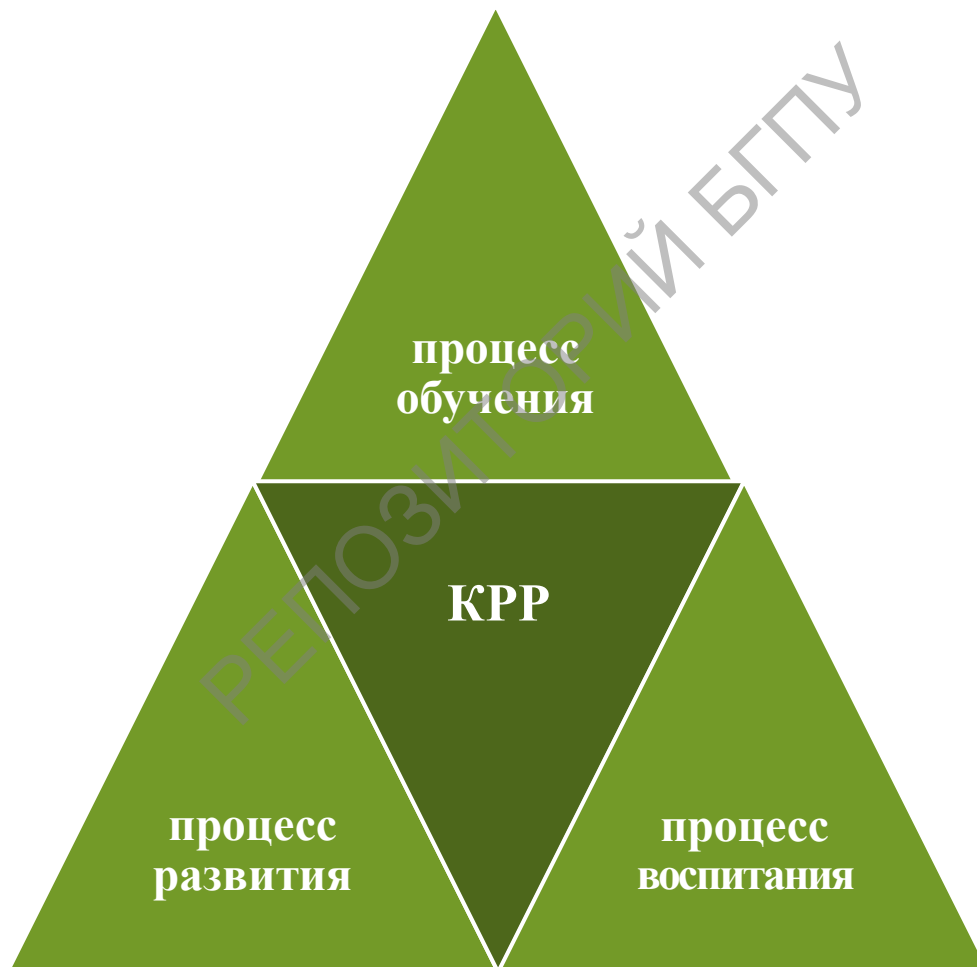 процесс
обучения
КРР
процесс
развития
процесс
воспитания
РЕПОЗИТОРИЙ БГПУ